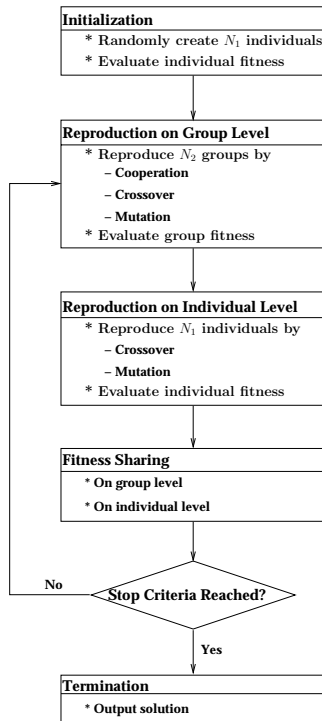 Initialization
* Randomly create N₁ individuals
* Evaluate individual fitness
Reproduction on Group Level
* Reproduce N₂ groups by
– Cooperation
– Crossover
– Mutation
* Evaluate group fitness
Reproduction on Individual Level
* Reproduce N₁ individuals by
– Crossover
– Mutation
* Evaluate individual fitness
Fitness Sharing
* On group level
* On individual level
No
Stop Criteria Reached?
Yes
Termination
* Output solution